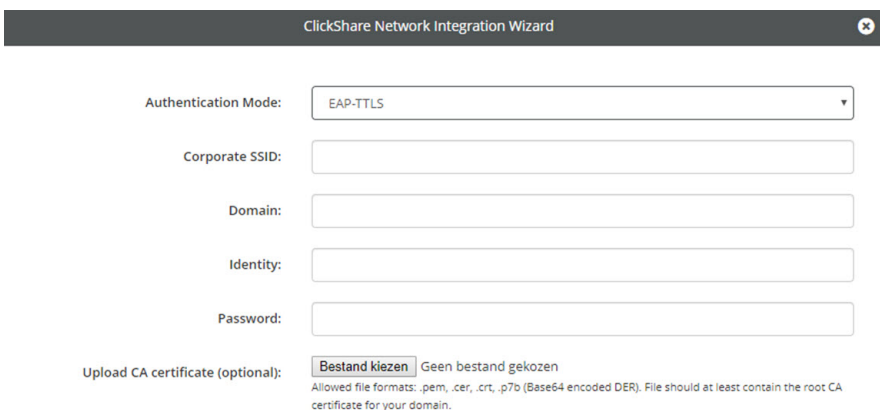 ClickShare Network Integration Wizard
Authentication Mode: EAP-TTLS
Corporate SSID:
Domain:
Identity:
Password:
Upload CA certificate (optional): Bestand kiezen Geen bestand gekozen
Allowed file formats: .pem, .cer, .crt, .p7b (Base64 encoded DER). File should at least contain the root CA
certificate for your domain.